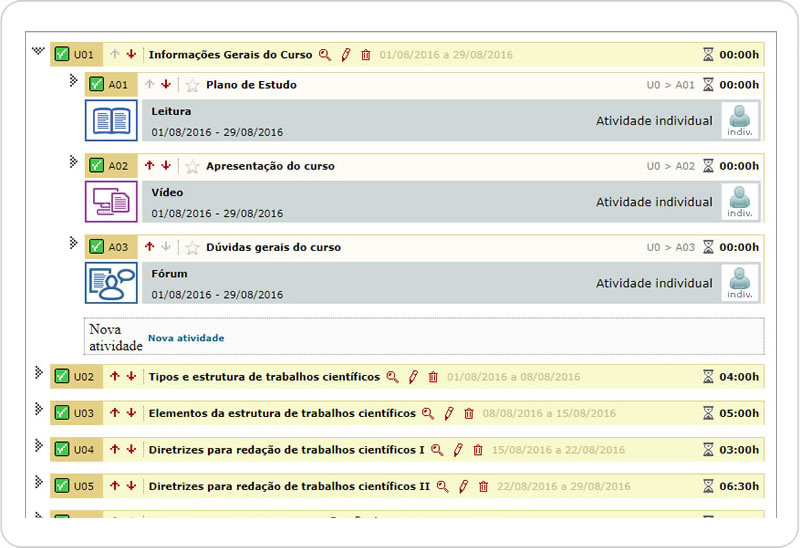 U01 Informações Gerais do Curso 01/08/2016 a 29/08/2016 00:00h
A01 Plano de Estudo U0 > A01 00:00h
Leitura
01/08/2016 - 29/08/2016 Atividade individual indiv.
A02 Apresentação do curso U0 > A02 00:00h
Vídeo
01/08/2016 - 29/08/2016 Atividade individual indiv.
A03 Dúvidas gerais do curso U0 > A03 00:00h
Fórum
01/08/2016 - 29/08/2016 Atividade individual indiv.
Nova
atividade Nova atividade
U02 Tipos e estrutura de trabalhos científicos 01/08/2016 a 08/08/2016 04:00h
U03 Elementos da estrutura de trabalhos científicos 08/08/2016 a 15/08/2016 05:00h
U04 Diretrizes para redação de trabalhos científicos I 15/08/2016 a 22/08/2016 03:00h
U05 Diretrizes para redação de trabalhos científicos II 22/08/2016 a 29/08/2016 06:30h